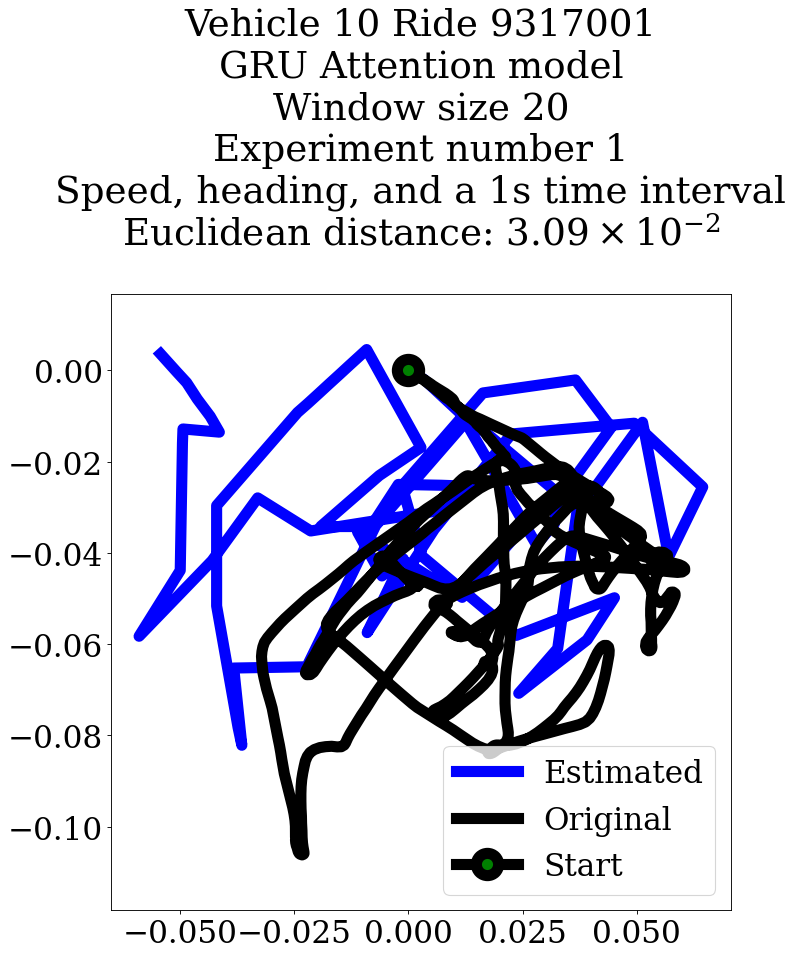 Vehicle 10 Ride 9317001
GRU Attention model
Window size 20
Experiment number 1
Speed, heading, and a 1s time interval
Euclidean distance: 3.09 × 10⁻²
0.00
−0.02
−0.04
−0.06
−0.08
−0.10
Estimated
Original
Start
−0.050 −0.025 0.000 0.025 0.050